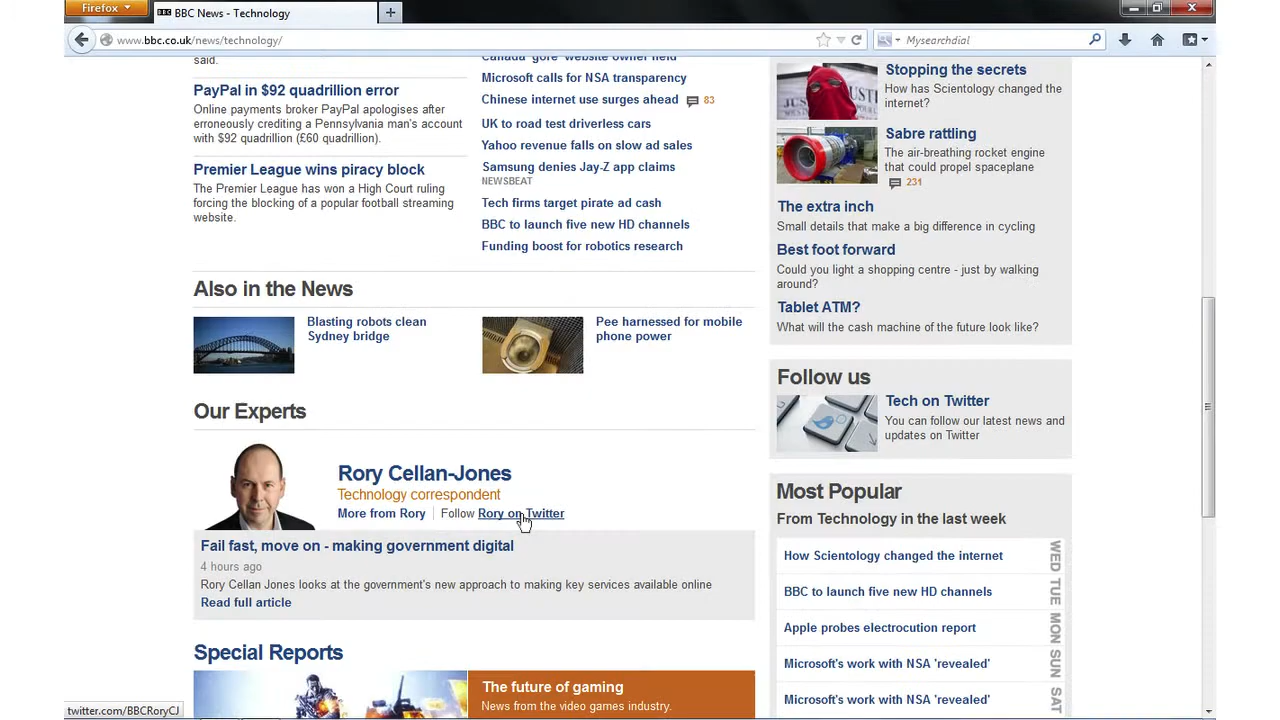 Firefox
BBC News - Technology
www.bbc.co.uk/news/technology/
Mysearchdial
said.
PayPal in $92 quadrillion error
Online payments broker PayPal apologises after
erroneously crediting a Pennsylvania man's account
with $92 quadrillion (£60 quadrillion).
Premier League wins piracy block
The Premier League has won a High Court ruling
forcing the blocking of a popular football streaming
website.
Canada 'gore' website owner held
Microsoft calls for NSA transparency
Chinese internet use surges ahead 83
UK to road test driverless cars
Yahoo revenue falls on slow ad sales
Samsung denies Jay-Z app claims
NEWSBEAT
Tech firms target pirate ad cash
BBC to launch five new HD channels
Funding boost for robotics research
Also in the News
Blasting robots clean
Sydney bridge
Pee harnessed for mobile
phone power
Our Experts
Rory Cellan-Jones
Technology correspondent
More from Rory Follow Rory on Twitter
Fail fast, move on - making government digital
4 hours ago
Rory Cellan Jones looks at the government's new approach to making key services available online
Read full article
Special Reports
The future of gaming
News from the video games industry.
Stopping the secrets
How has Scientology changed the
internet?
Sabre rattling
The air-breathing rocket engine
that could propel spaceplane
231
The extra inch
Small details that make a big difference in cycling
Best foot forward
Could you light a shopping centre - just by walking
around?
Tablet ATM?
What will the cash machine of the future look like?
Follow us
Tech on Twitter
You can follow our latest news and
updates on Twitter
Most Popular
From Technology in the last week
How Scientology changed the internet
WED
BBC to launch five new HD channels
TUE
Apple probes electrocution report
MON
Microsoft's work with NSA 'revealed'
SUN
Microsoft's work with NSA 'revealed'
SAT
twitter.com/BBCRoryCJ